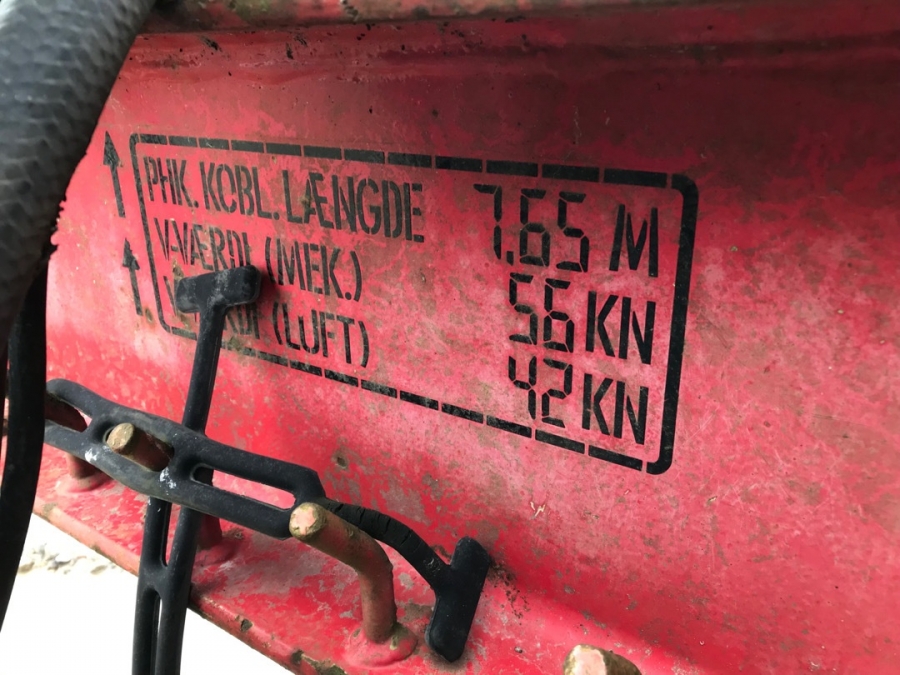 PHK. KOBL. LÆNGDE 7.65 M
V-VÆRDI (MEK.) 56 KN
(LUFT) 42 KN